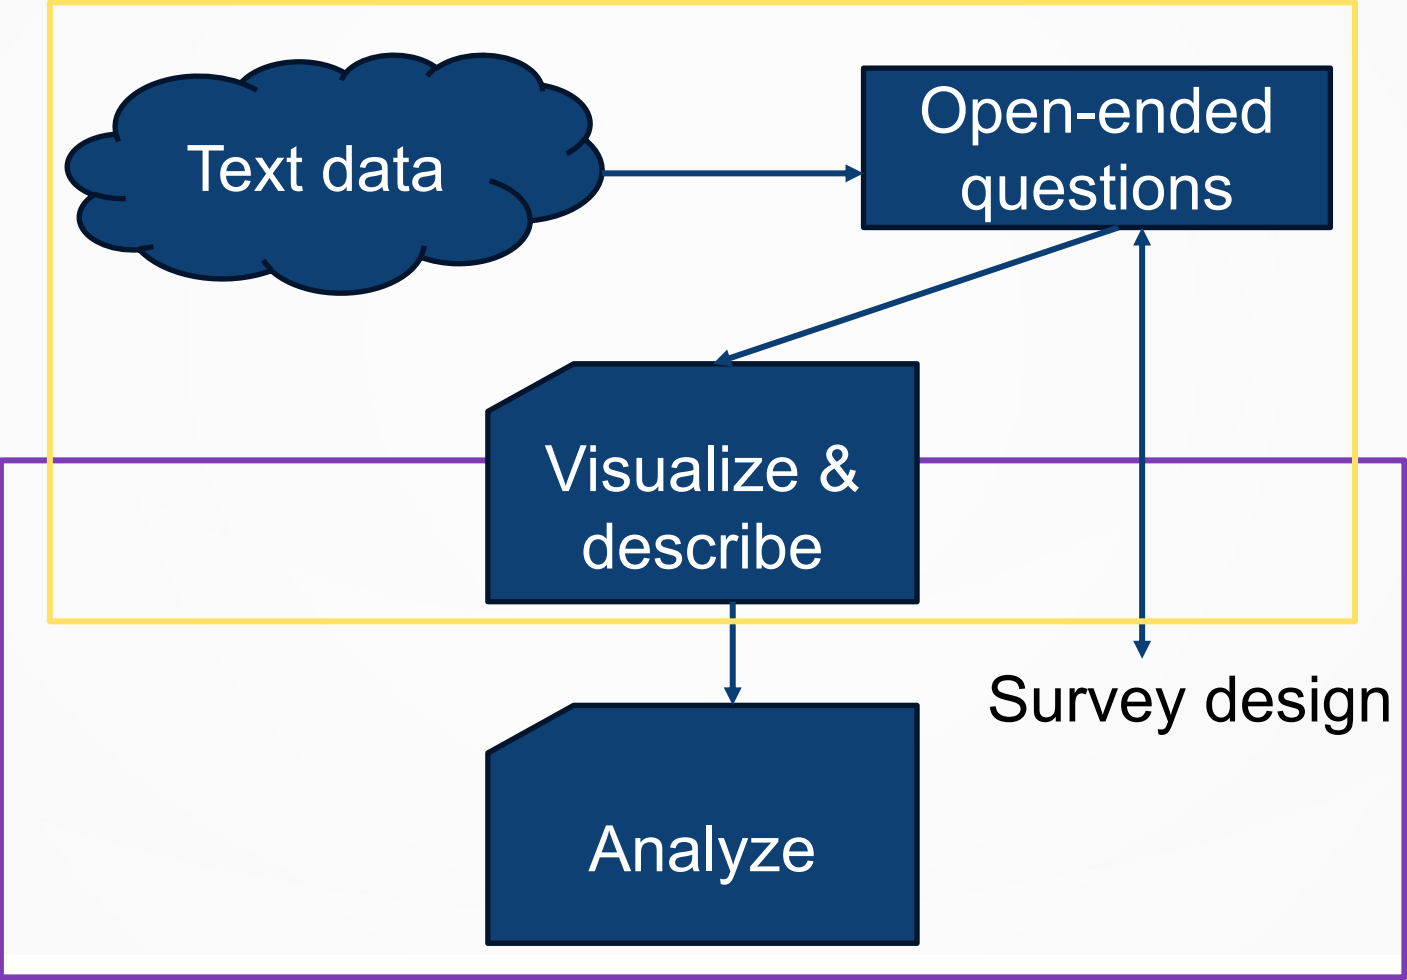 Text data
Open-ended
questions
Visualize &
describe
Survey design
Analyze